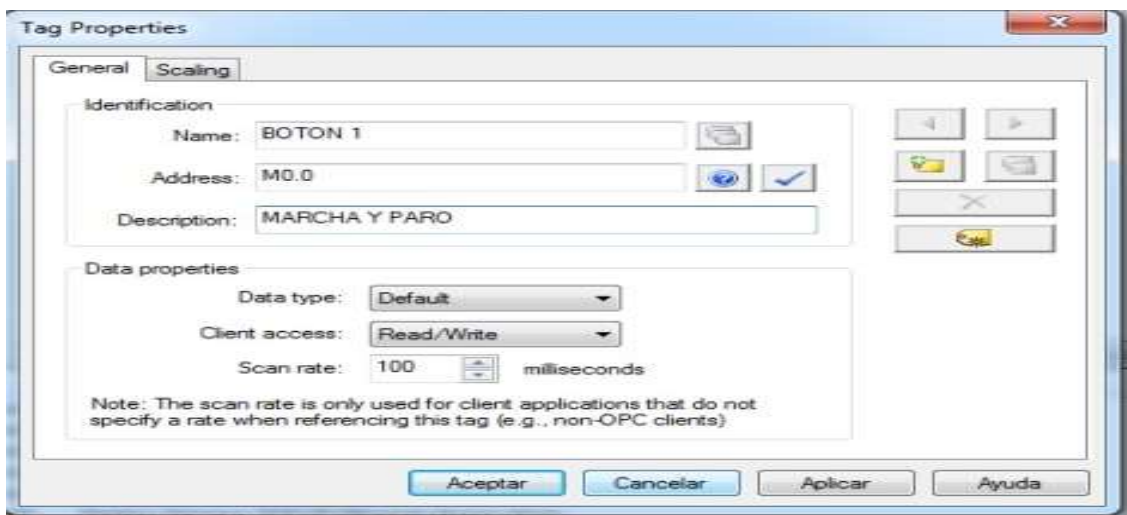 Tag Properties
General Scaling
Identification
Name: BOTON 1
Address: M0.0
Description: MARCHA Y PARO
Data properties
Data type: Default
Client access: Read/Write
Scan rate: 100 milliseconds
Note: The scan rate is only used for client applications that do not
specify a rate when referencing this tag (e.g., non-OPC clients)
Aceptar Cancelar Aplicar Ayuda